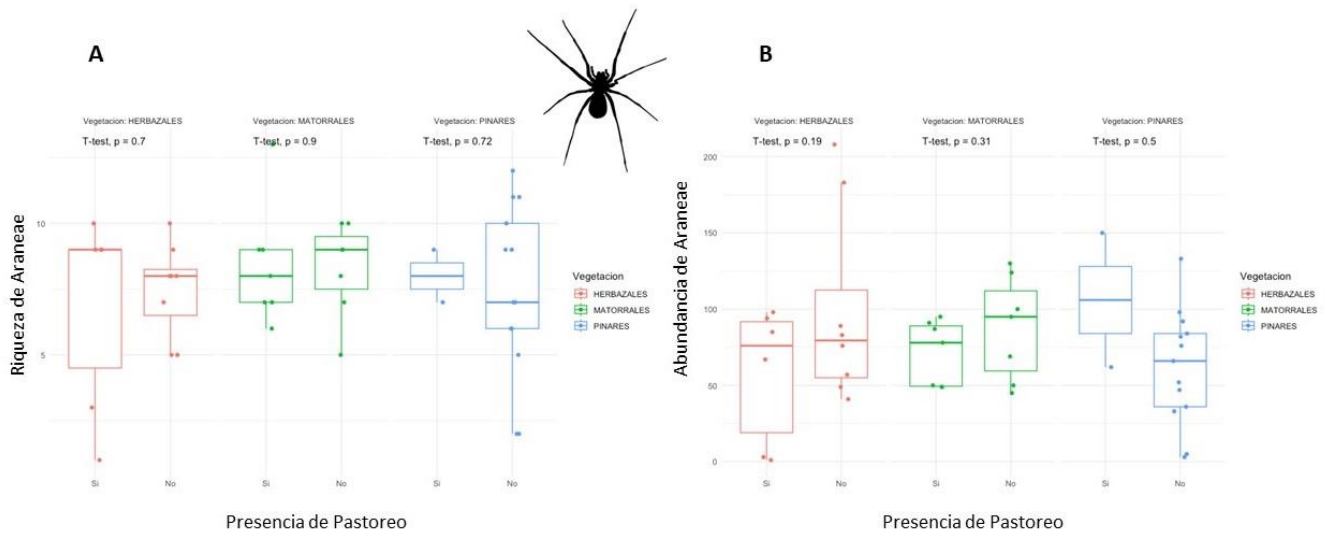 A
B
Vegetacion: HERBAZALES
Vegetacion: MATORRALES
Vegetacion: PINARES
T-test, p = 0.7
T-test, p = 0.9
T-test, p = 0.72
Riqueza de Araneae
10
5
Si
No
Si
No
Si
No
Presencia de Pastoreo
Vegetacion
HERBAZALES
MATORRALES
PINARES
Vegetacion: HERBAZALES
Vegetacion: MATORRALES
Vegetacion: PINARES
T-test, p = 0.19
T-test, p = 0.31
T-test, p = 0.5
Abundancia de Araneae
200
150
100
50
0
Si
No
Si
No
Si
No
Presencia de Pastoreo
Vegetacion
HERBAZALES
MATORRALES
PINARES